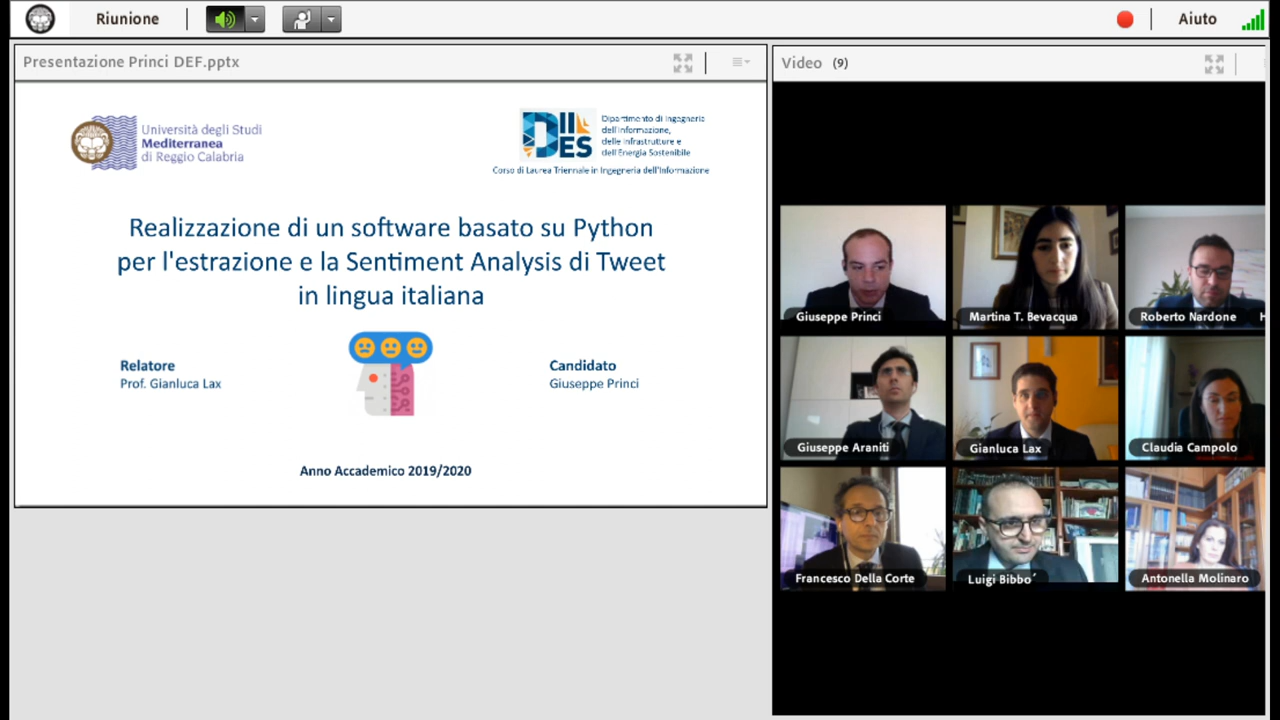 Riunione
Aiuto
Presentazione Princi DEF.pptx
Video (9)
Università degli Studi
Mediterranea
di Reggio Calabria
DIIES
Dipartimento di Ingegneria
dell'Informazione,
delle Infrastrutture e
dell'Energia Sostenibile
Corso di Laurea Triennale in Ingegneria dell'Informazione
Realizzazione di un software basato su Python
per l'estrazione e la Sentiment Analysis di Tweet
in lingua italiana
Relatore
Prof. Gianluca Lax
Candidato
Giuseppe Princi
Anno Accademico 2019/2020
Giuseppe Princi
Martina T. Bevacqua
Roberto Nardone
Giuseppe Araniti
Gianluca Lax
Claudia Campolo
Francesco Della Corte
Luigi Bibbo´
Antonella Molinaro